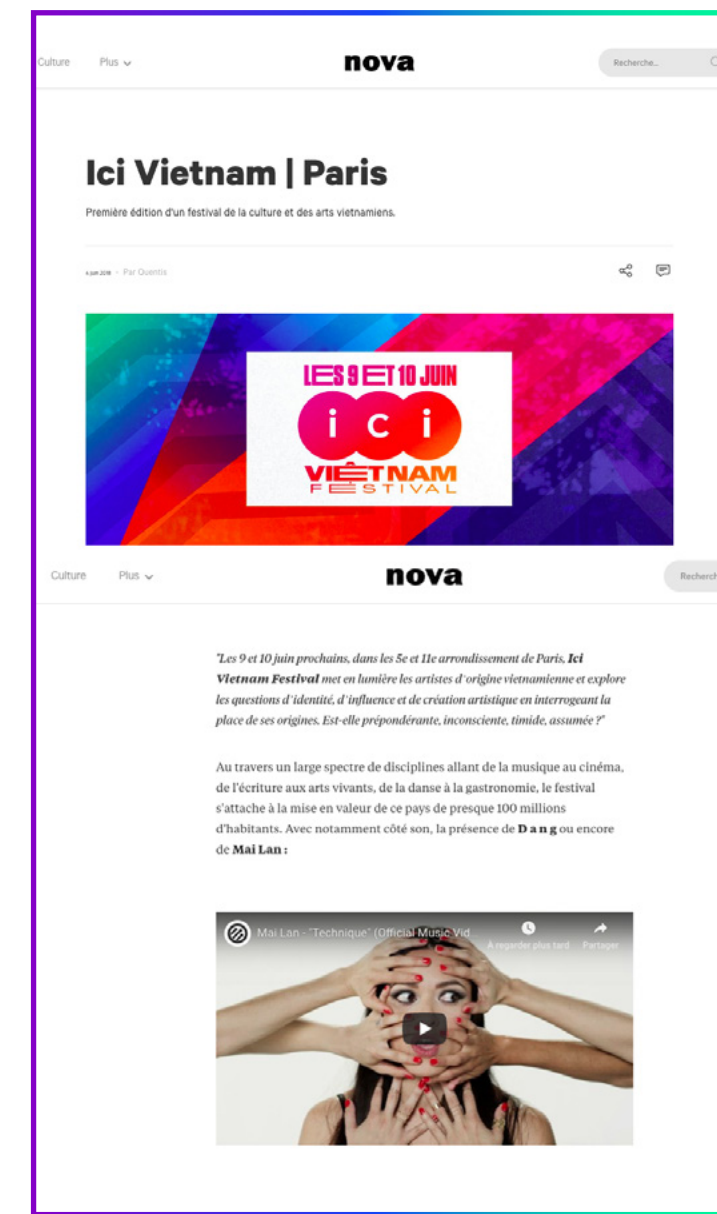 Culture Plus nova Recherche...
Ici Vietnam | Paris
Première édition d'un festival de la culture et des arts vietnamiens.
4 juin 2018 - Par Quentis
LES 9 ET 10 JUIN
ici
VIÊTNAM
FESTIVAL
Culture Plus nova Recherch
"Les 9 et 10 juin prochains, dans les 5e et 11e arrondissement de Paris, Ici
Vietnam Festival met en lumière les artistes d'origine vietnamienne et explore
les questions d'identité, d'influence et de création artistique en interrogeant la
place de ses origines. Est-elle prépondérante, inconsciente, timide, assumée ?"
Au travers un large spectre de disciplines allant de la musique au cinéma,
de l'écriture aux arts vivants, de la danse à la gastronomie, le festival
s'attache à la mise en valeur de ce pays de presque 100 millions
d'habitants. Avec notamment côté son, la présence de D a n g ou encore
de Mai Lan :
Mai Lan - "Technique" (Official Music Vid...
À regarder plus tard Partager